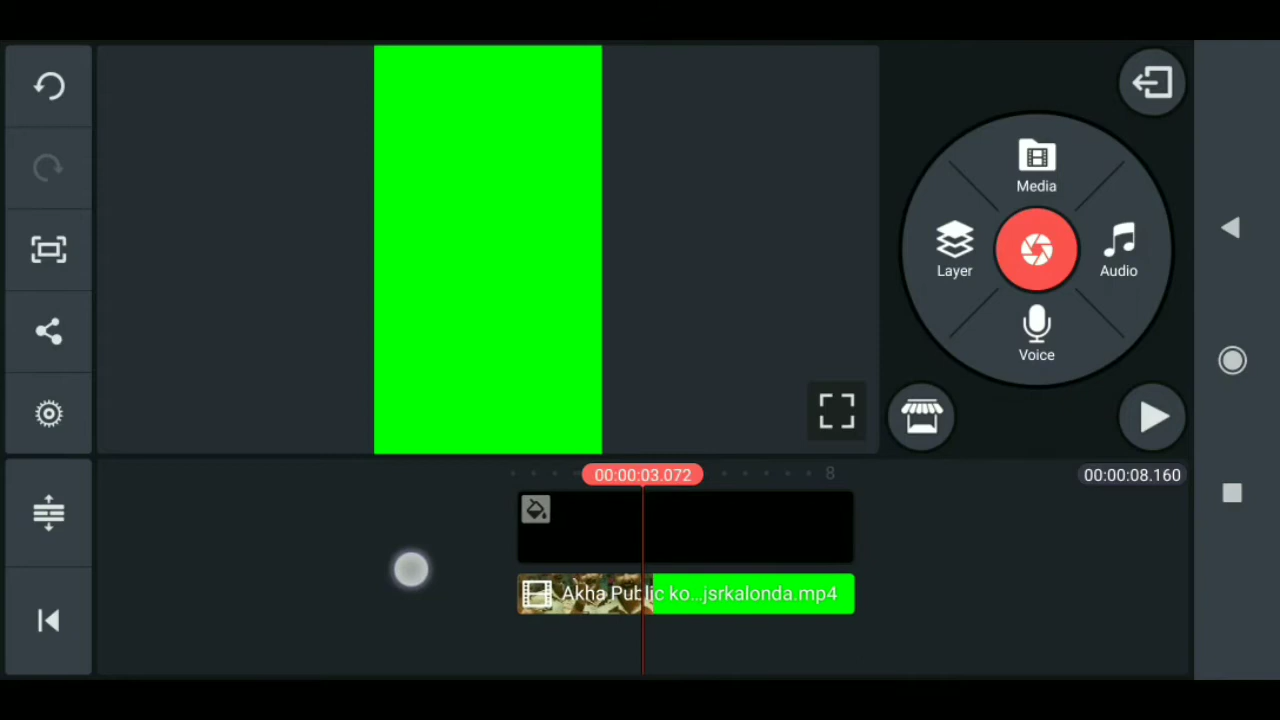 Media
Layer
Audio
Voice
00:00:03.072
8
00:00:08.160
Akha Public ko...jsrkalonda.mp4